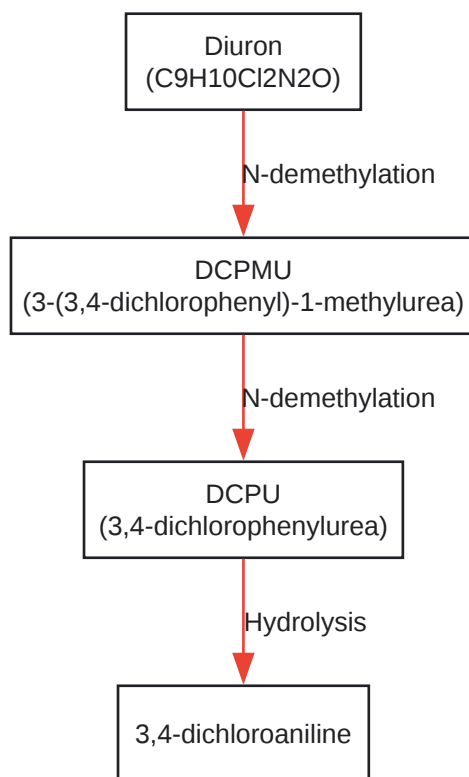 Diuron
(C9H10Cl2N2O)
N-demethylation
DCPMU
(3-(3,4-dichlorophenyl)-1-methylurea)
N-demethylation
DCPU
(3,4-dichlorophenylurea)
Hydrolysis
3,4-dichloroaniline